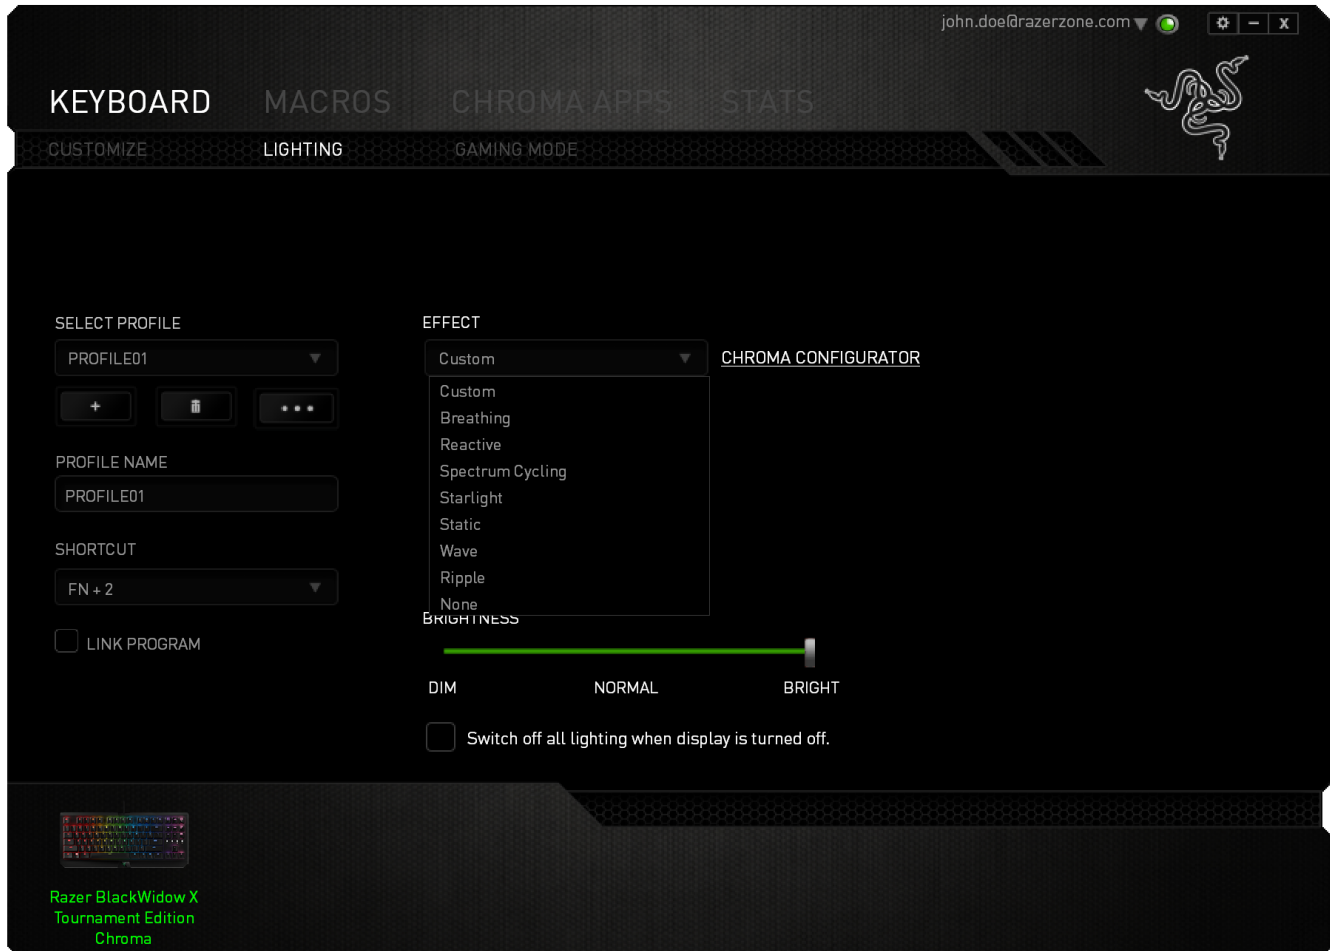 john.doe@razerzone.com
X
KEYBOARD MACROS CHROMA APPS STATS
CUSTOMIZE LIGHTING GAMING MODE
SELECT PROFILE
PROFILE01
PROFILE NAME
PROFILE01
SHORTCUT
FN + 2
LINK PROGRAM
EFFECT
Custom
CHROMA CONFIGURATOR
Custom
Breathing
Reactive
Spectrum Cycling
Starlight
Static
Wave
Ripple
None
BRIGHTNESS
DIM NORMAL BRIGHT
Switch off all lighting when display is turned off.
Razer BlackWidow X
Tournament Edition
Chroma